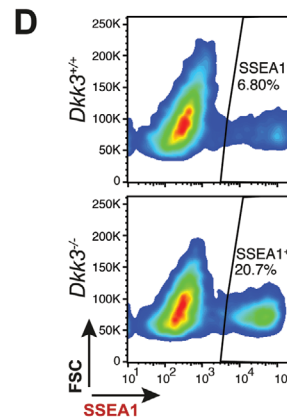 D
Dkk3+/+
250K
200K
150K
100K
50K
0
SSEA1
6.80%
Dkk3-/-
250K
200K
150K
100K
50K
0
SSEA1+
20.7%
10¹ 10² 10³ 10⁴ 10
FSC
SSEA1